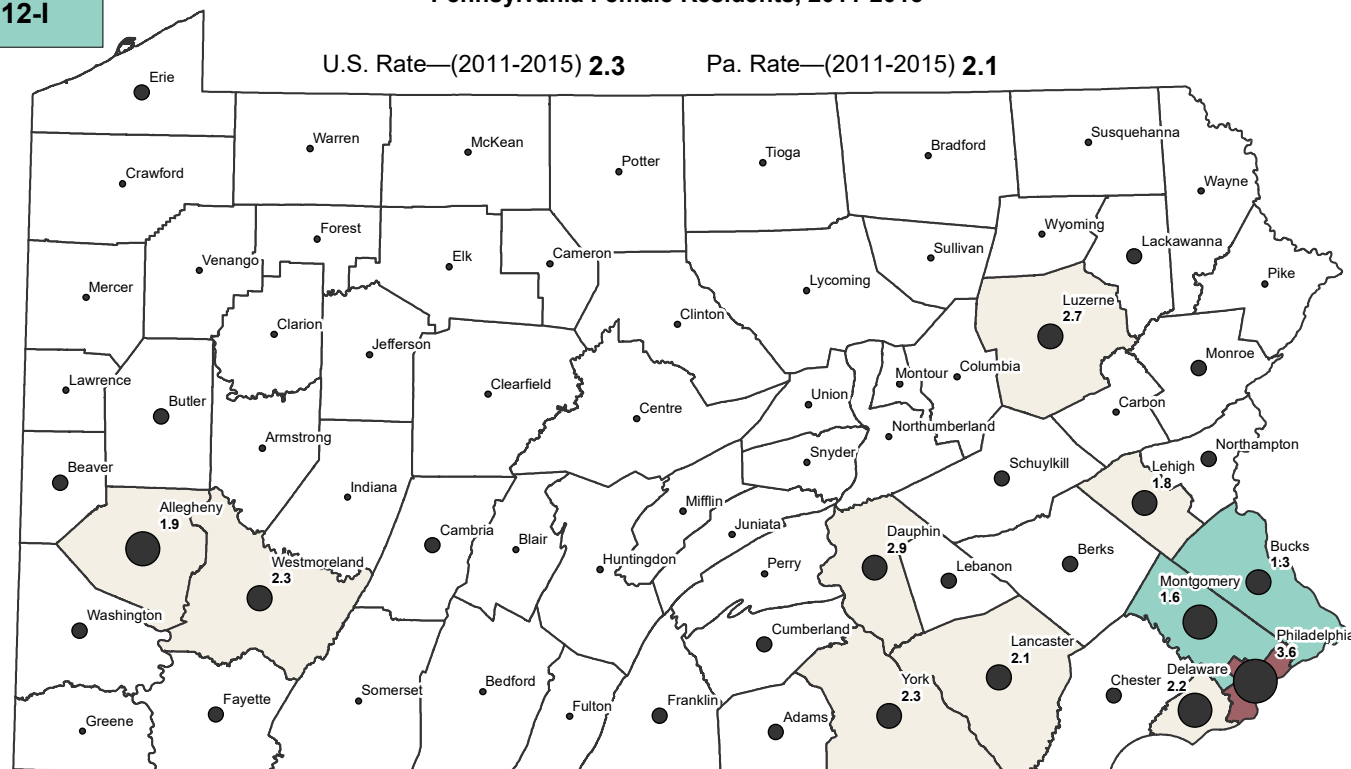 12-I
Pennsylvania Female Residents, 2011-2015
U.S. Rate—(2011-2015) 2.3
Pa. Rate—(2011-2015) 2.1
Erie
Warren
McKean
Potter
Tioga
Bradford
Susquehanna
Crawford
Wayne
Forest
Wyoming
Lackawanna
Venango
Elk
Cameron
Sullivan
Mercer
Lycoming
Pike
Clarion
Clinton
Luzerne
2.7
Jefferson
Monroe
Lawrence
Clearfield
Montour
Columbia
Butler
Centre
Union
Carbon
Armstrong
Northumberland
Northampton
Beaver
Snyder
Schuylkill
Lehigh
1.8
Indiana
Allegheny
1.9
Mifflin
Cambria
Blair
Juniata
Dauphin
2.9
Bucks
1.3
Westmoreland
2.3
Huntingdon
Perry
Lebanon
Berks
Montgomery
1.6
Washington
Cumberland
Lancaster
2.1
Philadelphia
3.6
Fayette
Somerset
Bedford
Fulton
Franklin
York
2.3
Chester
Delaware
2.2
Greene
Adams